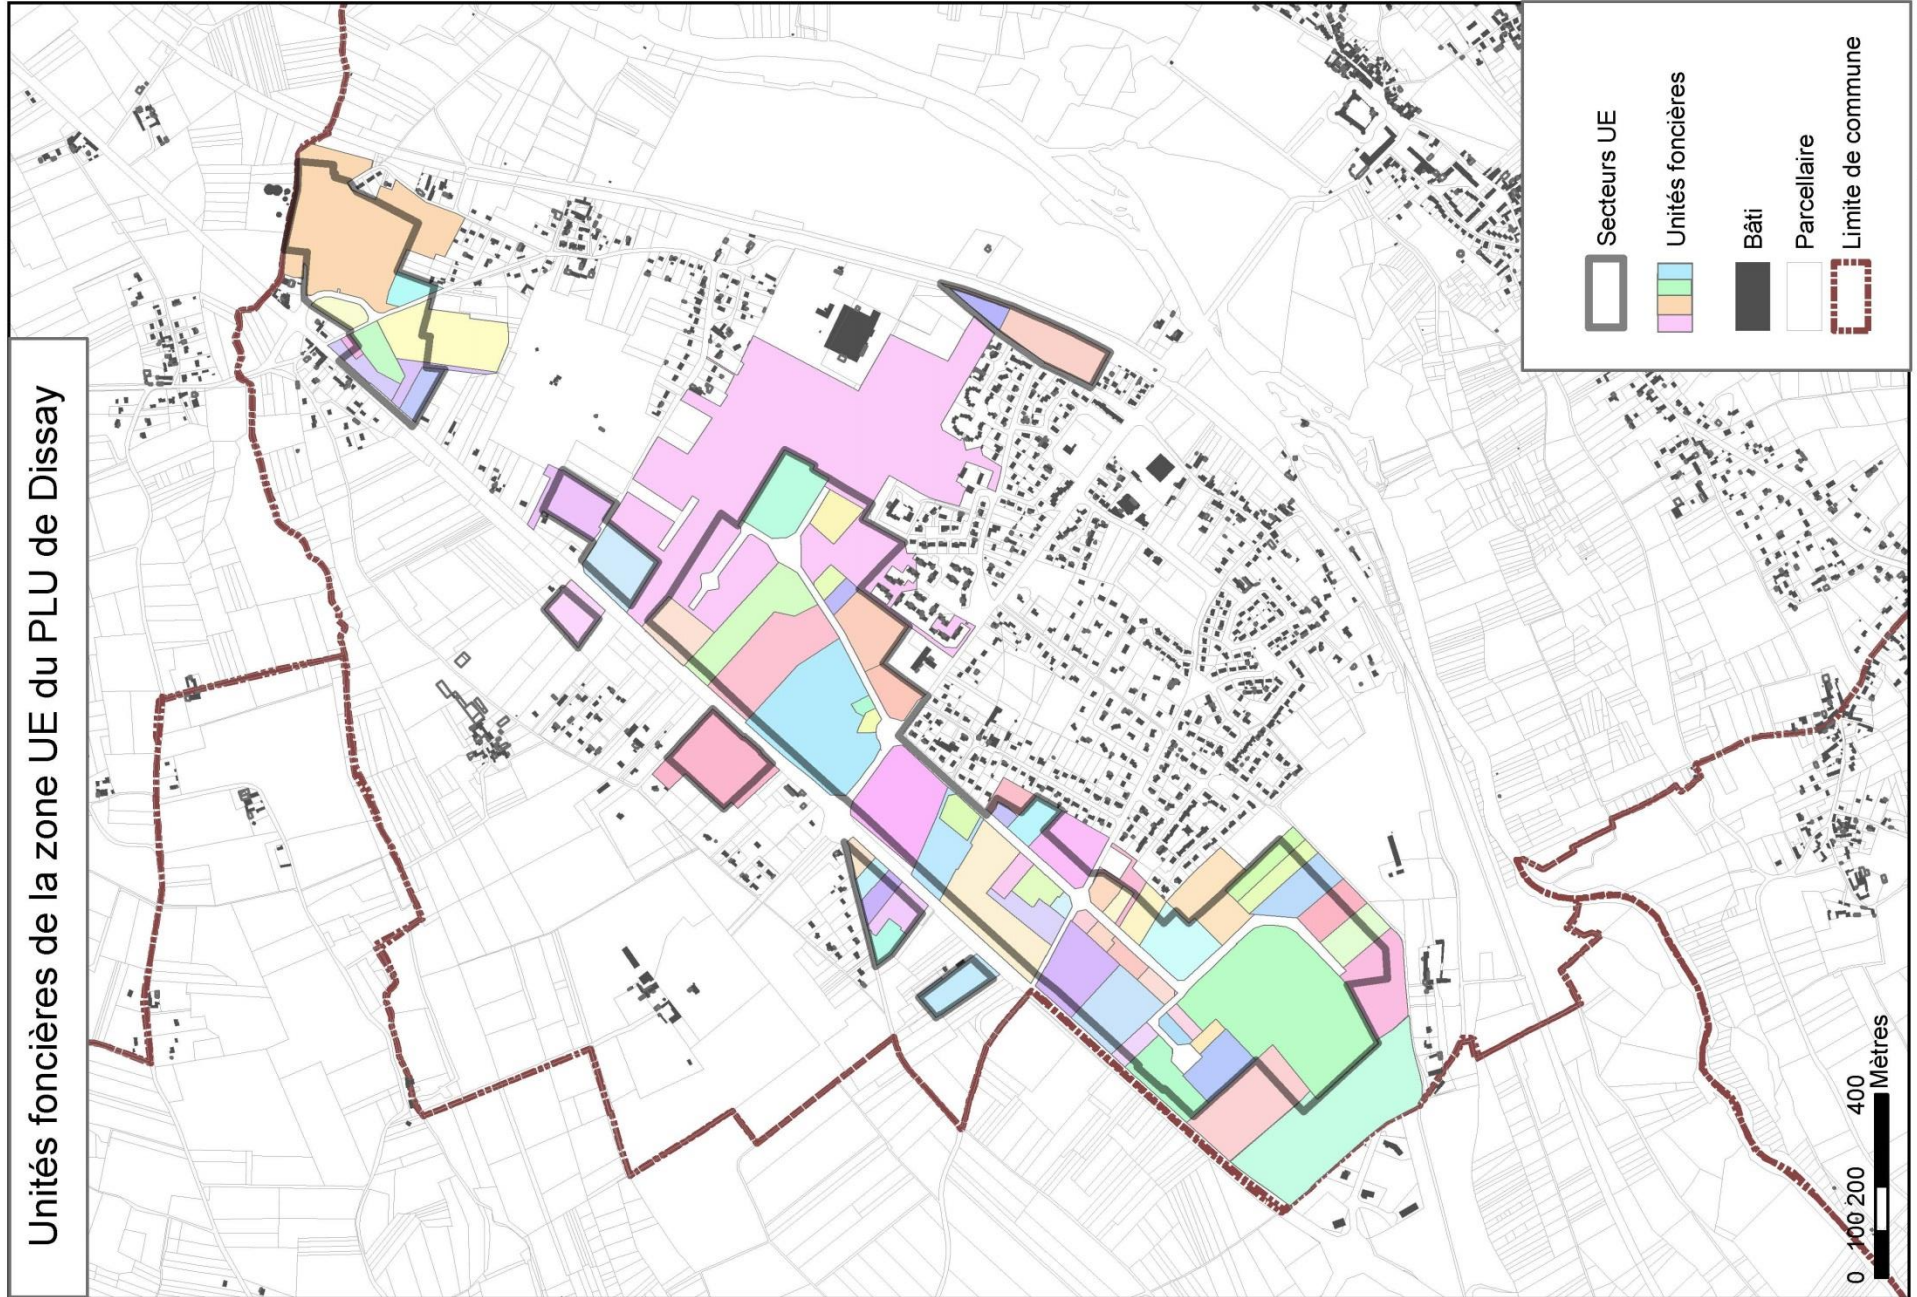 Unités foncières de la zone UE du PLU de Dissay
Secteurs UE
Unités foncières
Bâti
Parcellaire
Limite de commune
0 100 200 400
Mètres